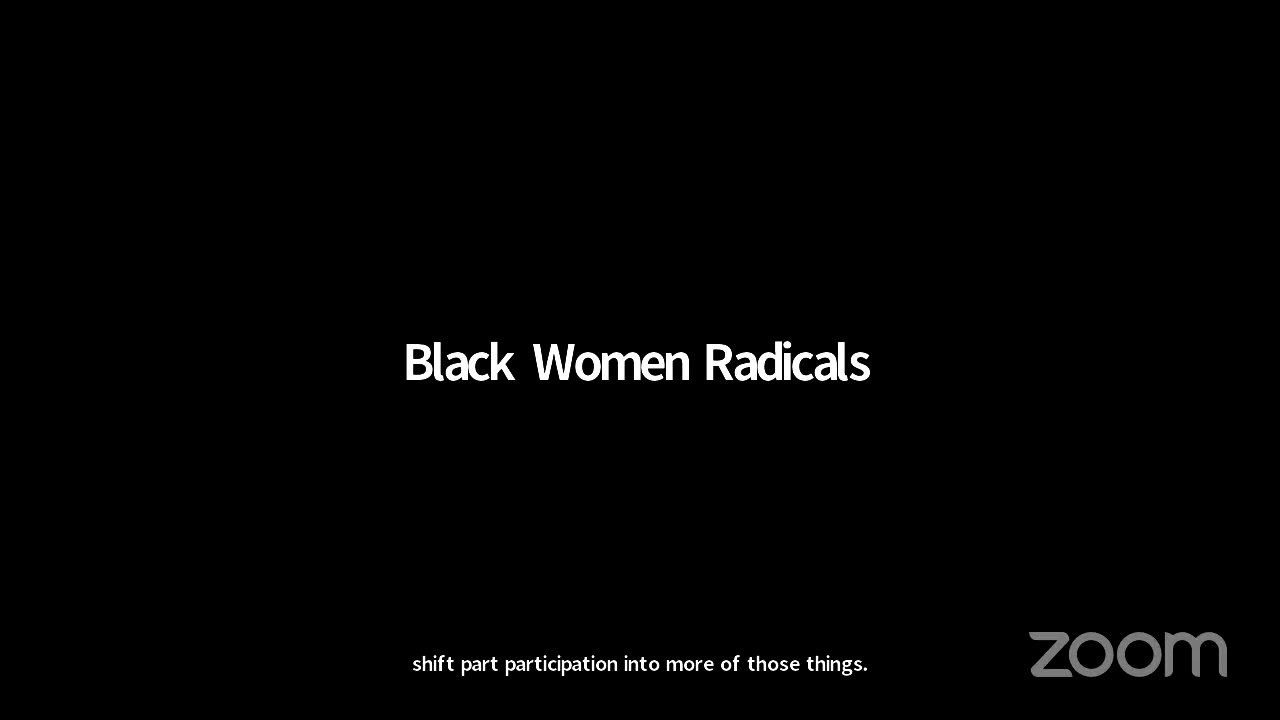 Black Women Radicals
shift part participation into more of those things.
zoom